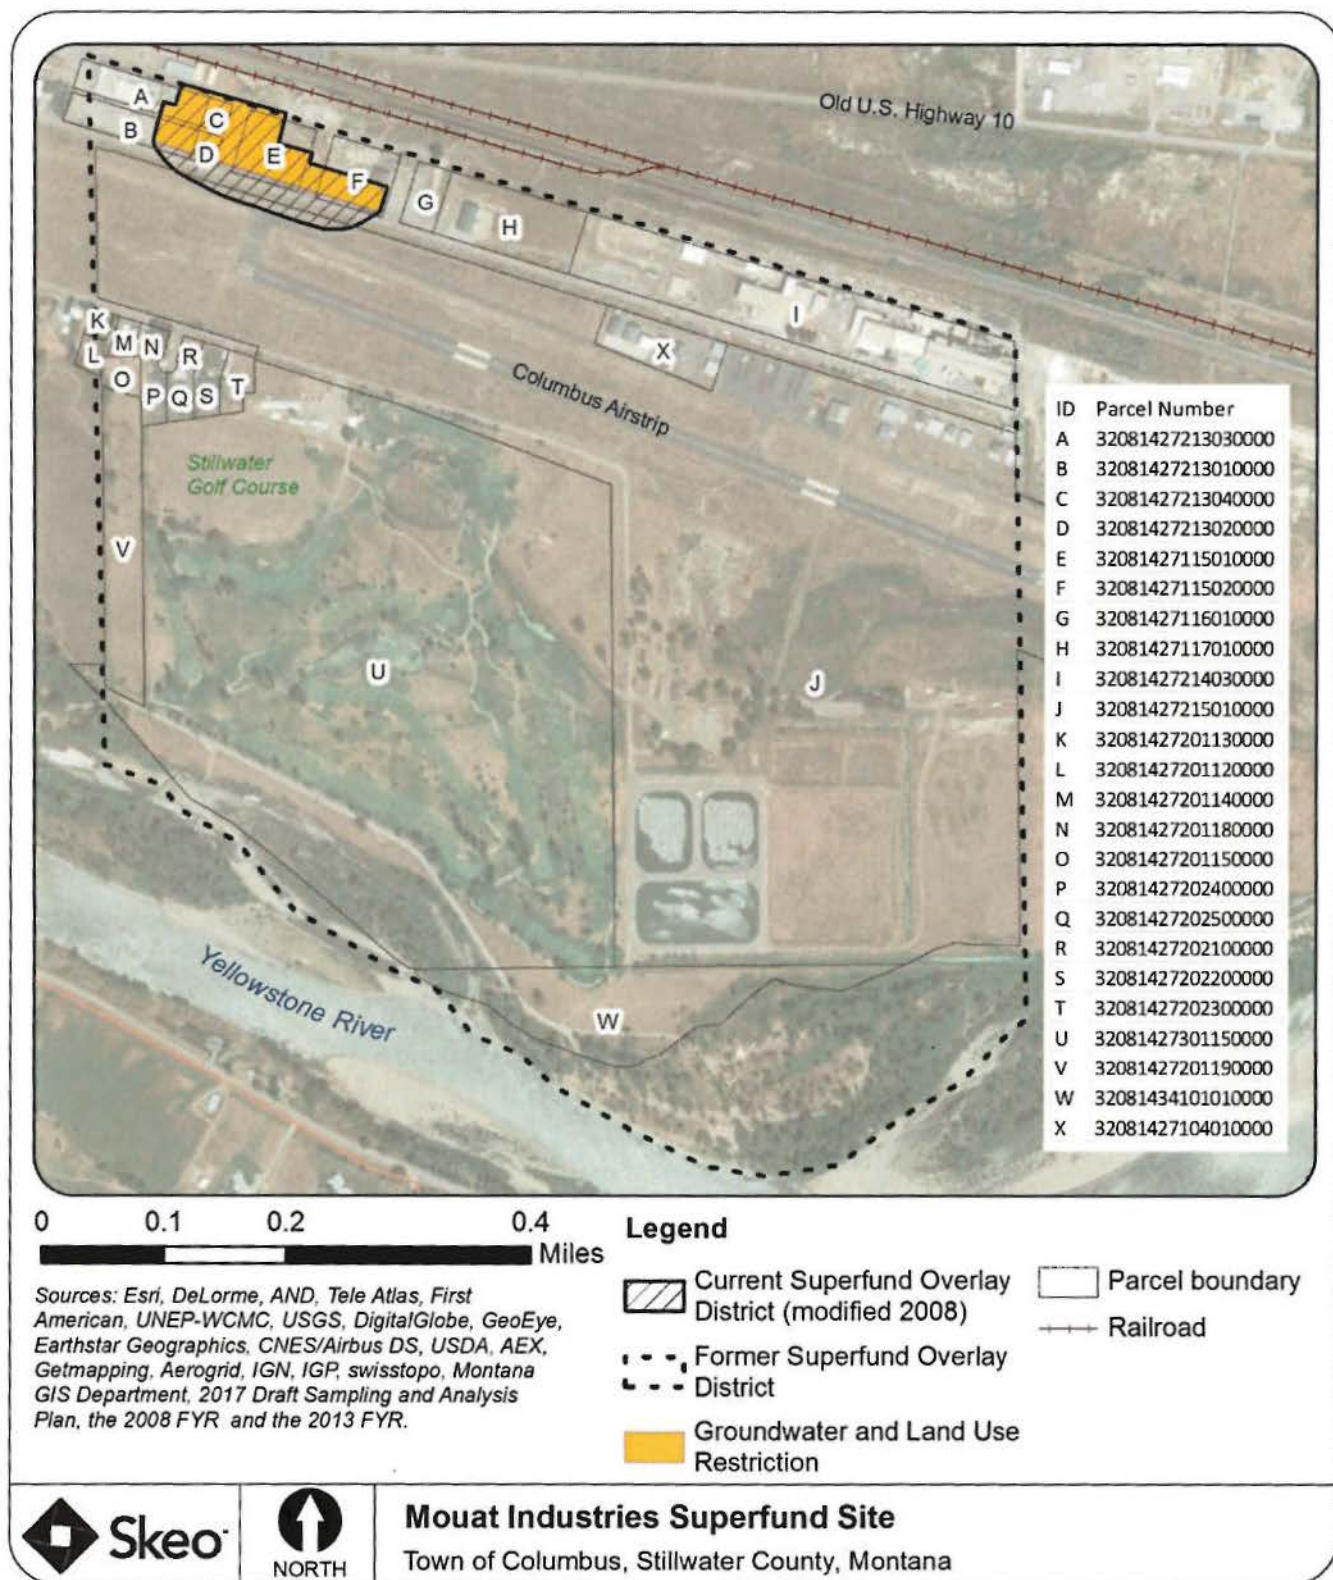 Old U.S. Highway 10
A
B
C
D
E
F
G
H
I
X
K
L
M
N
R
O
P
Q
S
T
Columbus Airstrip
Stillwater
Golf Course
V
U
J
W
Yellowstone River
ID Parcel Number
A 32081427213030000
B 32081427213010000
C 32081427213040000
D 32081427213020000
E 32081427115010000
F 32081427115020000
G 32081427116010000
H 32081427117010000
I 32081427214030000
J 32081427215010000
K 32081427201130000
L 32081427201120000
M 32081427201140000
N 32081427201180000
O 32081427201150000
P 32081427202400000
Q 32081427202500000
R 32081427202100000
S 32081427202200000
T 32081427202300000
U 32081427301150000
V 32081427201190000
W 32081434101010000
X 32081427104010000
0 0.1 0.2 0.4
Miles
Sources: Esri, DeLorme, AND, Tele Atlas, First
American, UNEP-WCMC, USGS, DigitalGlobe, GeoEye,
Earthstar Geographics, CNES/Airbus DS, USDA, AEX,
Getmapping, Aerogrid, IGN, IGP, swisstopo, Montana
GIS Department, 2017 Draft Sampling and Analysis
Plan, the 2008 FYR and the 2013 FYR.
Legend
Current Superfund Overlay
District (modified 2008)
Former Superfund Overlay
District
Groundwater and Land Use
Restriction
Parcel boundary
Railroad
Skeo
NORTH
Mouat Industries Superfund Site
Town of Columbus, Stillwater County, Montana